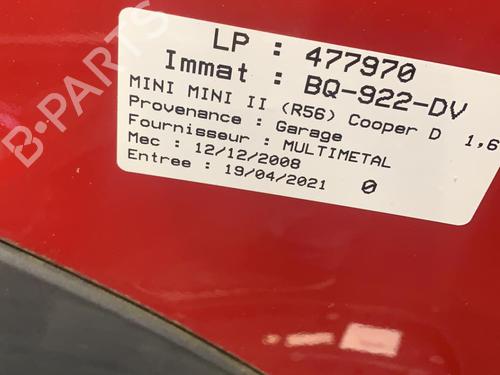 LP : 477970
Immat : BQ-922-DV
MINI MINI II (R56) Cooper D 1,6
Provenance : Garage
Fournisseur : MULTIMETAL
Mec : 12/12/2008
Entree : 19/04/2021 0
B-PARTS